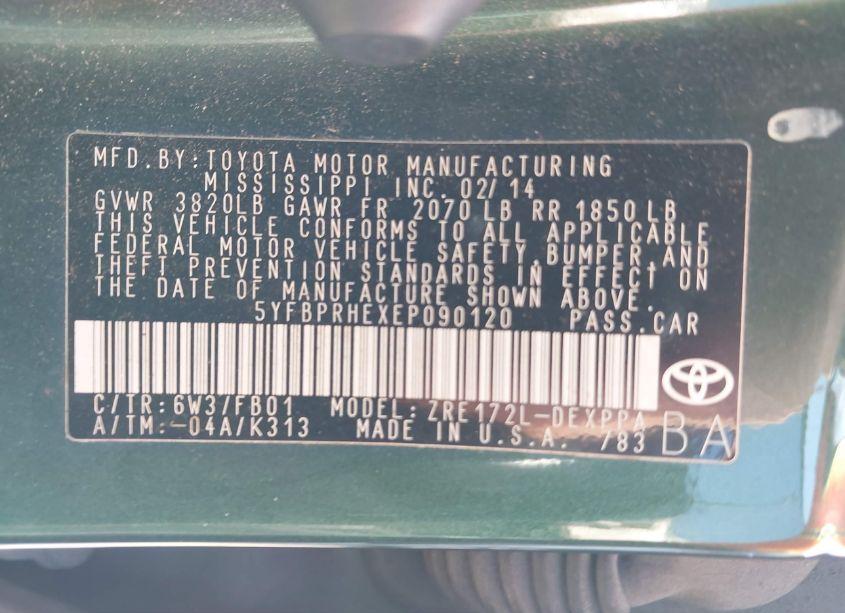 MFD.BY:TOYOTA MOTOR MANUFACTURING
MISSISSIPPI INC. 02/14
GVWR 3820LB GAWR FR 2070 LB RR 1850 LB
THIS VEHICLE CONFORMS TO ALL APPLICABLE
FEDERAL MOTOR VEHICLE SAFETY,BUMPER,AND
THEFT PREVENTION STANDARDS IN EFFECT ON
THE DATE OF MANUFACTURE SHOWN ABOVE.
5YFBPRHEXEP090120 PASS.CAR
C/TR:6W3/FB01 MODEL:ZRE172L-DEXPPA
A/TM:-04A/K313 MADE IN U.S.A. /83 BA